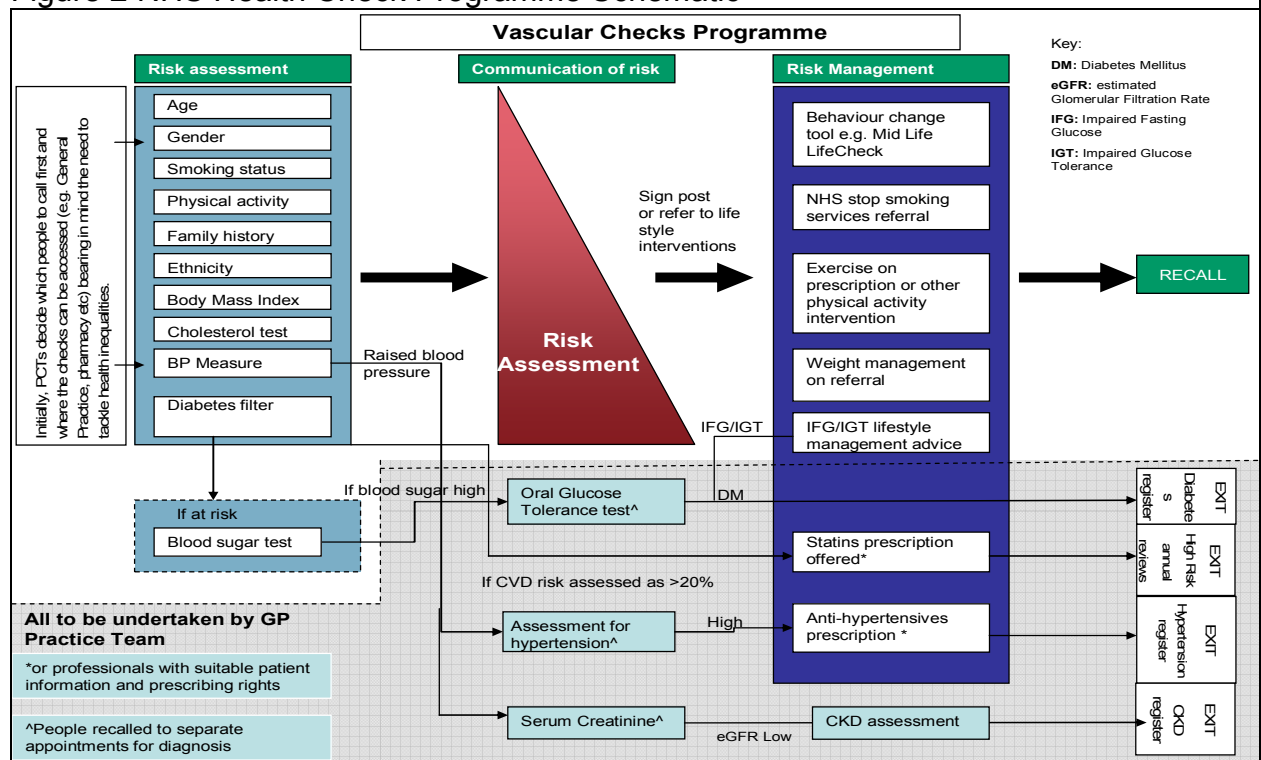 Figure 2 NHS Health Check Programme Schematic
Vascular Checks Programme
Key:
DM: Diabetes Mellitus
eGFR: estimated
Glomerular Filtration Rate
IFG: Impaired Fasting
Glucose
IGT: Impaired Glucose
Tolerance
Risk assessment
Communication of risk
Risk Management
Initially, PCTs decide which people to call first and
where the checks can be accessed (e.g. General
Practice, pharmacy etc) bearing in mind the need to
tackle health inequalities.
Age
Gender
Smoking status
Physical activity
Family history
Ethnicity
Body Mass Index
Cholesterol test
BP Measure
Diabetes filter
Raised blood
pressure
Risk
Assessment
Sign post
or refer to life
style
interventions
Behaviour change
tool e.g. Mid Life
LifeCheck
NHS stop smoking
services referral
Exercise on
prescription or other
physical activity
intervention
Weight management
on referral
IFG/IGT lifestyle
management advice
RECALL
IFG/IGT
If at risk
Blood sugar test
If blood sugar high
Oral Glucose
Tolerance test^
DM
EXIT
Diabete
s
register
Statins prescription
offered*
EXIT
High Risk
annual
reviews
If CVD risk assessed as >20%
Assessment for
hypertension^
High
Anti-hypertensives
prescription *
EXIT
Hypertension
register
Serum Creatinine^
eGFR Low
CKD assessment
EXIT
CKD
register
All to be undertaken by GP
Practice Team
*or professionals with suitable patient
information and prescribing rights
^People recalled to separate
appointments for diagnosis